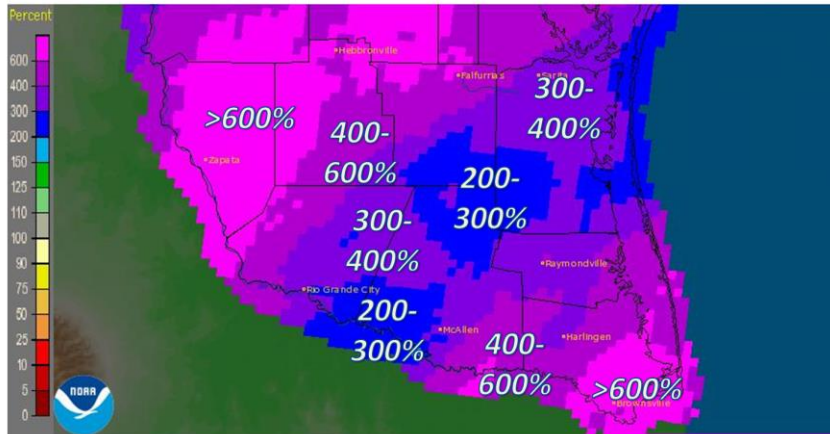 Percent
600
400
300
200
150
125
110
100
90
75
50
25
10
5
0
Hebbronville
Falfurrias
Sarita
300-
400%
>600%
400-
600%
Zapata
200-
300%
300-
400%
Raymondville
Rio Grande City
200-
300%
McAllen
Harlingen
400-
600%
>600%
Brownsville
NOAA